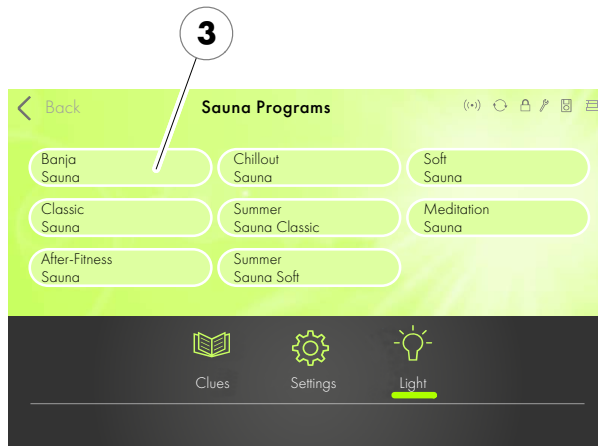 3
Back
Sauna Programs
Banja
Sauna
Chillout
Sauna
Soft
Sauna
Classic
Sauna
Summer
Sauna Classic
Meditation
Sauna
After-Fitness
Sauna
Summer
Sauna Soft
Clues
Settings
Light